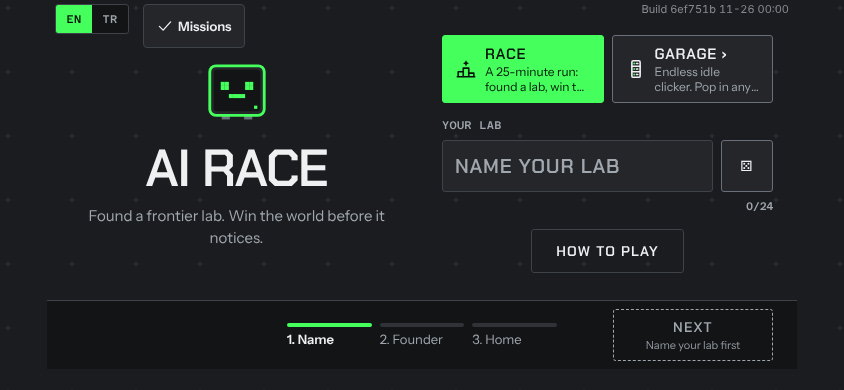 EN
TR
Missions
Build 6ef751b 11-26 00:00
AI RACE
Found a frontier lab. Win the world before it
notices.
RACE
A 25-minute run:
found a lab, win t...
GARAGE ›
Endless idle
clicker. Pop in any...
YOUR LAB
NAME YOUR LAB
0/24
HOW TO PLAY
1. Name
2. Founder
3. Home
NEXT
Name your lab first